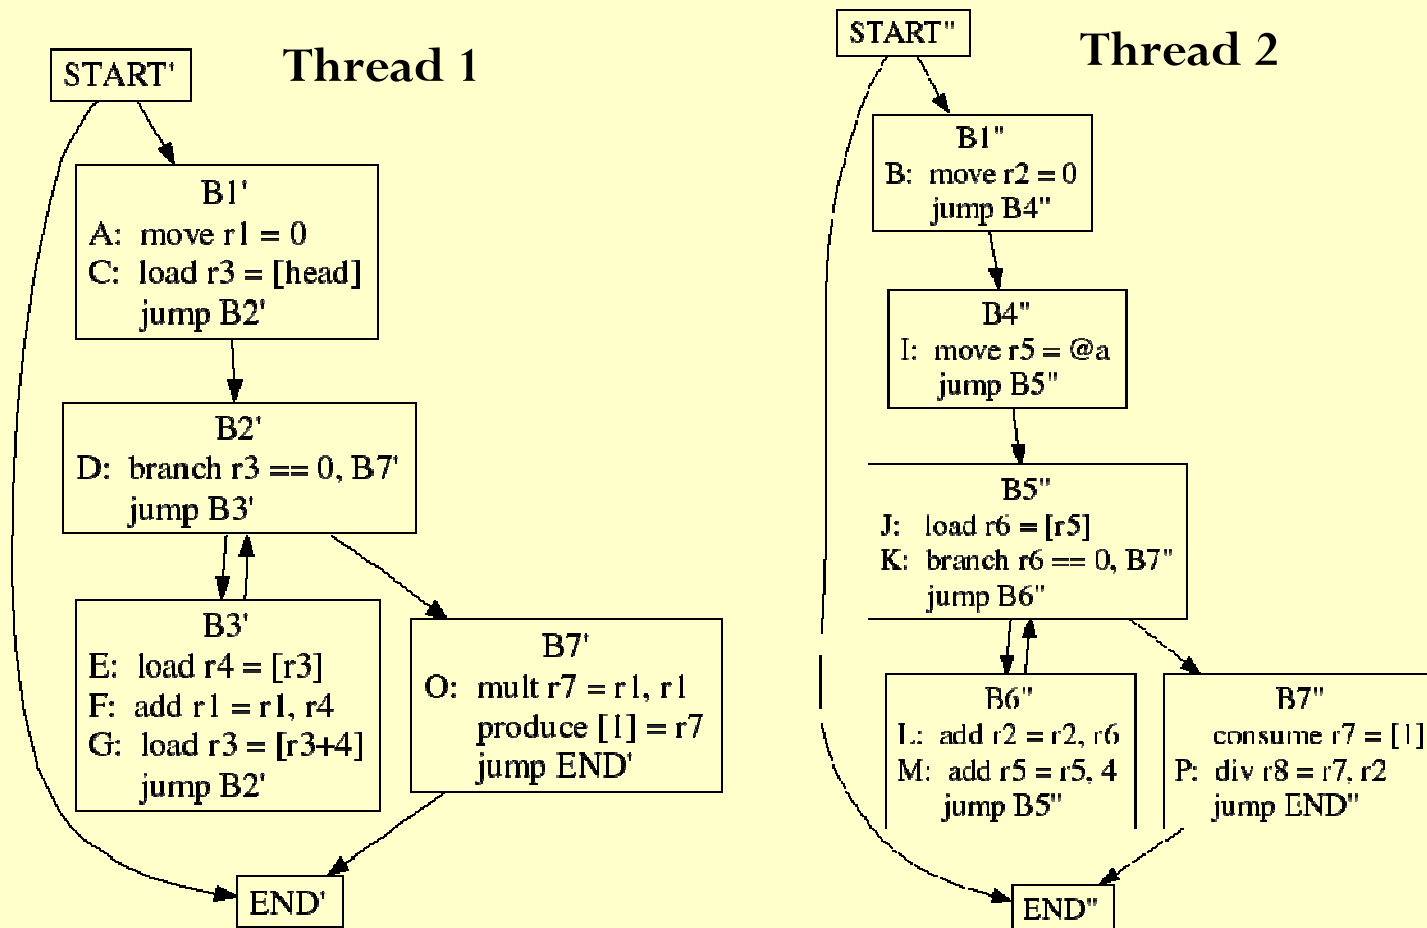 Thread 1
START'
B1'
A: move r1 = 0
C: load r3 = [head]
jump B2'
B2'
D: branch r3 == 0, B7'
jump B3'
B3'
E: load r4 = [r3]
F: add r1 = r1, r4
G: load r3 = [r3+4]
jump B2'
B7'
O: mult r7 = r1, r1
produce [1] = r7
jump END'
END'
Thread 2
START"
B1"
B: move r2 = 0
jump B4"
B4"
I: move r5 = @a
jump B5"
B5"
J: load r6 = [r5]
K: branch r6 == 0, B7"
jump B6"
B6"
L: add r2 = r2, r6
M: add r5 = r5, 4
jump B5"
B7"
consume r7 = [1]
P: div r8 = r7, r2
jump END"
END"